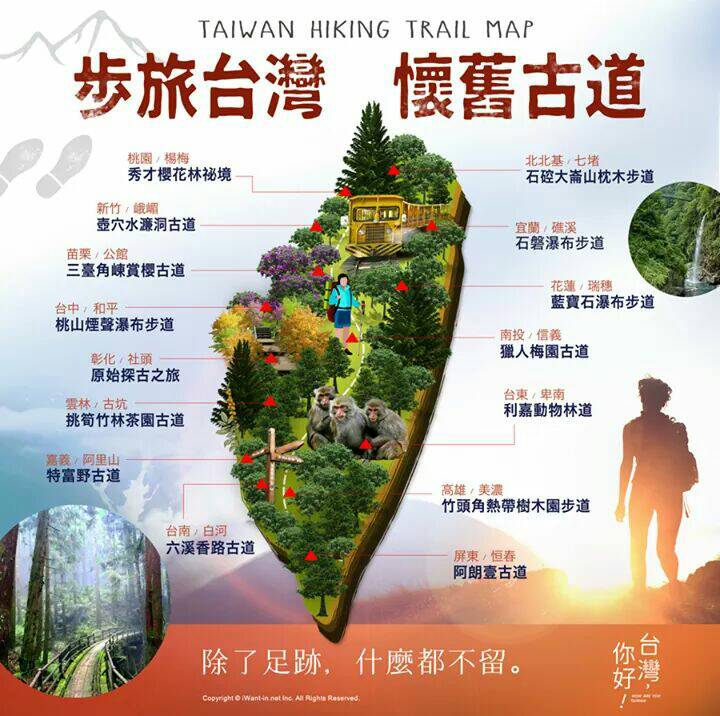 TAIWAN HIKING TRAIL MAP
步旅台灣 懷舊古道
桃園 / 楊梅
秀才櫻花林祕境
新竹 / 峨嵋
壺穴水濂洞古道
苗栗 / 公館
三臺角崠賞櫻古道
台中 / 和平
桃山煙聲瀑布步道
彰化 / 社頭
原始探古之旅
雲林 / 古坑
挑筍竹林茶園古道
嘉義 / 阿里山
特富野古道
台南 / 白河
六溪香路古道
北北基 / 七堵
石硿大崙山枕木步道
宜蘭 / 礁溪
石磐瀑布步道
花蓮 / 瑞穗
藍寶石瀑布步道
南投 / 信義
獵人梅園古道
台東 / 卑南
利嘉動物林道
高雄 / 美濃
竹頭角熱帶樹木園步道
屏東 / 恒春
阿朗壹古道
除了足跡，什麼都不留。
台灣，
你好！
HOW ARE YOU
TAIWAN
Copyright © iWant-in.net Inc. All Rights Reserved.